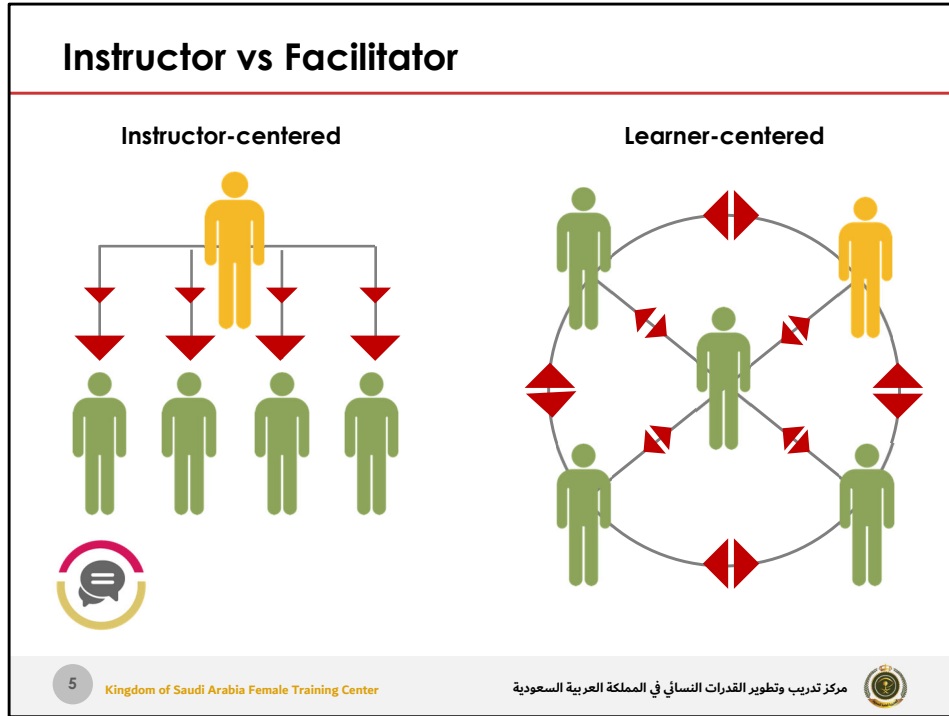 Instructor vs Facilitator
Instructor-centered
Learner-centered
5
Kingdom of Saudi Arabia Female Training Center
مركز تدريب وتطوير القدرات النسائي في المملكة العربية السعودية